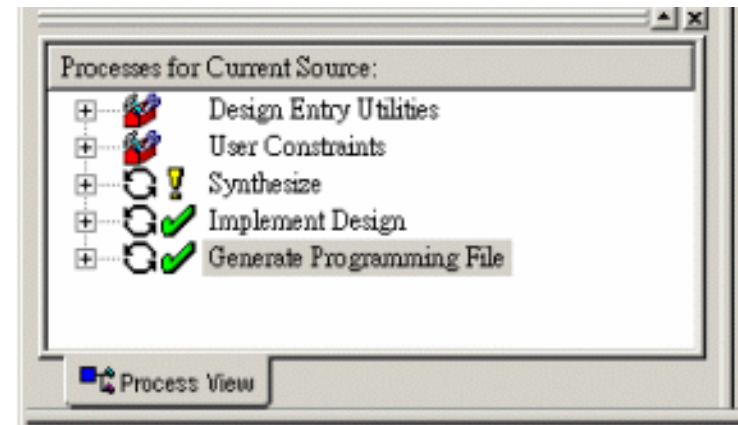 Processes for Current Source:
Design Entry Utilities
User Constraints
Synthesize
Implement Design
Generate Programming File
Process View